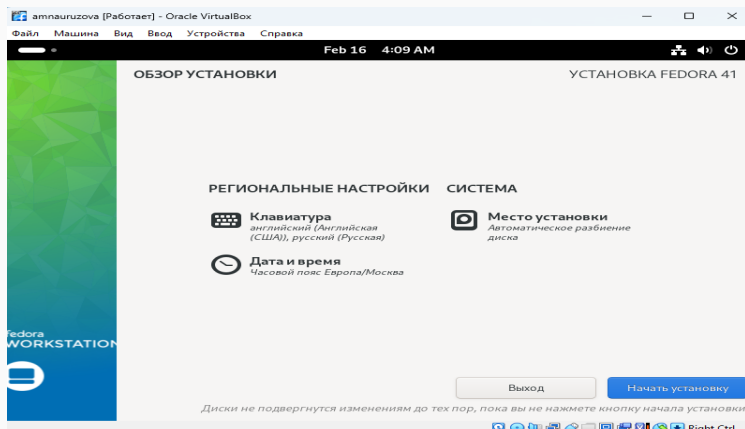 amnauruzova [Работает] - Oracle VirtualBox
Файл Машина Вид Ввод Устройства Справка
Feb 16 4:09 AM
ОБЗОР УСТАНОВКИ
УСТАНОВКА FEDORA 41
РЕГИОНАЛЬНЫЕ НАСТРОЙКИ
СИСТЕМА
Клавиатура
английский (Английская
(США)), русский (Русская)
Место установки
Автоматическое разбиение
диска
Дата и время
Часовой пояс Европа/Москва
fedora
WORKSTATION
Выход
Начать установку
Диски не подвергнутся изменениям до тех пор, пока вы не нажмете кнопку начала установки
Right Ctrl